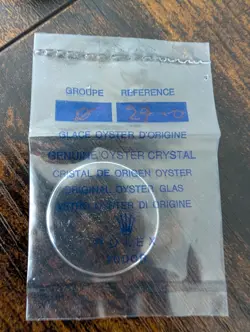 GROUPE REFERENCE
GLACE OYSTER D'ORIGINE
GENUINE OYSTER CRYSTAL
CRISTAL DE ORIGEN OYSTER
ORIGINAL OYSTER GLAS
VETRO OYSTER DI ORIGINE
ROLEX